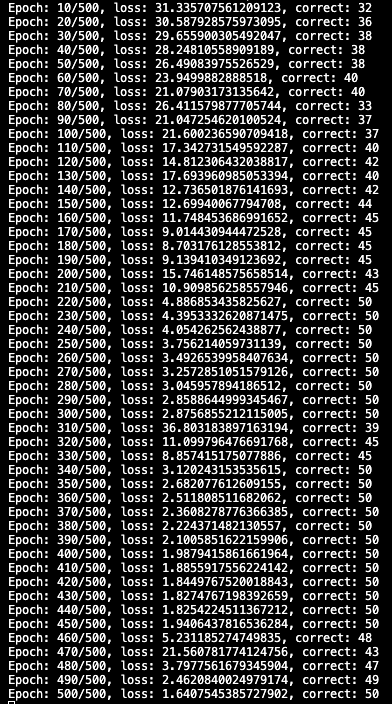 Epoch: 10/500, loss: 31.335707561209123, correct: 32
Epoch: 20/500, loss: 30.587928575973095, correct: 36
Epoch: 30/500, loss: 29.655900305492047, correct: 38
Epoch: 40/500, loss: 28.24810558909189, correct: 38
Epoch: 50/500, loss: 26.49083975526529, correct: 38
Epoch: 60/500, loss: 23.9499882888518, correct: 40
Epoch: 70/500, loss: 21.07903173135642, correct: 40
Epoch: 80/500, loss: 26.411579877705744, correct: 33
Epoch: 90/500, loss: 21.047254620100524, correct: 37
Epoch: 100/500, loss: 21.600236590709418, correct: 37
Epoch: 110/500, loss: 17.342731549592287, correct: 40
Epoch: 120/500, loss: 14.812306432038817, correct: 42
Epoch: 130/500, loss: 17.693960985053394, correct: 40
Epoch: 140/500, loss: 12.736501876141693, correct: 42
Epoch: 150/500, loss: 12.69940067794708, correct: 44
Epoch: 160/500, loss: 11.748453686991652, correct: 45
Epoch: 170/500, loss: 9.014430944472528, correct: 45
Epoch: 180/500, loss: 8.703176128553812, correct: 45
Epoch: 190/500, loss: 9.139410349123692, correct: 45
Epoch: 200/500, loss: 15.746148575658514, correct: 43
Epoch: 210/500, loss: 10.909856258557946, correct: 45
Epoch: 220/500, loss: 4.886853435825627, correct: 50
Epoch: 230/500, loss: 4.3953332620871475, correct: 50
Epoch: 240/500, loss: 4.054262562438877, correct: 50
Epoch: 250/500, loss: 3.756214059731139, correct: 50
Epoch: 260/500, loss: 3.4926539958407634, correct: 50
Epoch: 270/500, loss: 3.2572851051579126, correct: 50
Epoch: 280/500, loss: 3.045957894186512, correct: 50
Epoch: 290/500, loss: 2.8588644999345467, correct: 50
Epoch: 300/500, loss: 2.8756855212115005, correct: 50
Epoch: 310/500, loss: 36.803183897163194, correct: 39
Epoch: 320/500, loss: 11.099796476691768, correct: 45
Epoch: 330/500, loss: 8.857415175077886, correct: 45
Epoch: 340/500, loss: 3.120243153535615, correct: 50
Epoch: 350/500, loss: 2.682077612609155, correct: 50
Epoch: 360/500, loss: 2.511808511682062, correct: 50
Epoch: 370/500, loss: 2.3608278776366385, correct: 50
Epoch: 380/500, loss: 2.224371482130557, correct: 50
Epoch: 390/500, loss: 2.1005851622159906, correct: 50
Epoch: 400/500, loss: 1.9879415861661964, correct: 50
Epoch: 410/500, loss: 1.8855917556224142, correct: 50
Epoch: 420/500, loss: 1.8449767520018843, correct: 50
Epoch: 430/500, loss: 1.8274767198392659, correct: 50
Epoch: 440/500, loss: 1.8254224511367212, correct: 50
Epoch: 450/500, loss: 1.9406437816536284, correct: 50
Epoch: 460/500, loss: 5.231185274749835, correct: 48
Epoch: 470/500, loss: 21.560781774124756, correct: 43
Epoch: 480/500, loss: 3.7977561679345904, correct: 47
Epoch: 490/500, loss: 2.4620840024979174, correct: 49
Epoch: 500/500, loss: 1.6407545385727902, correct: 50